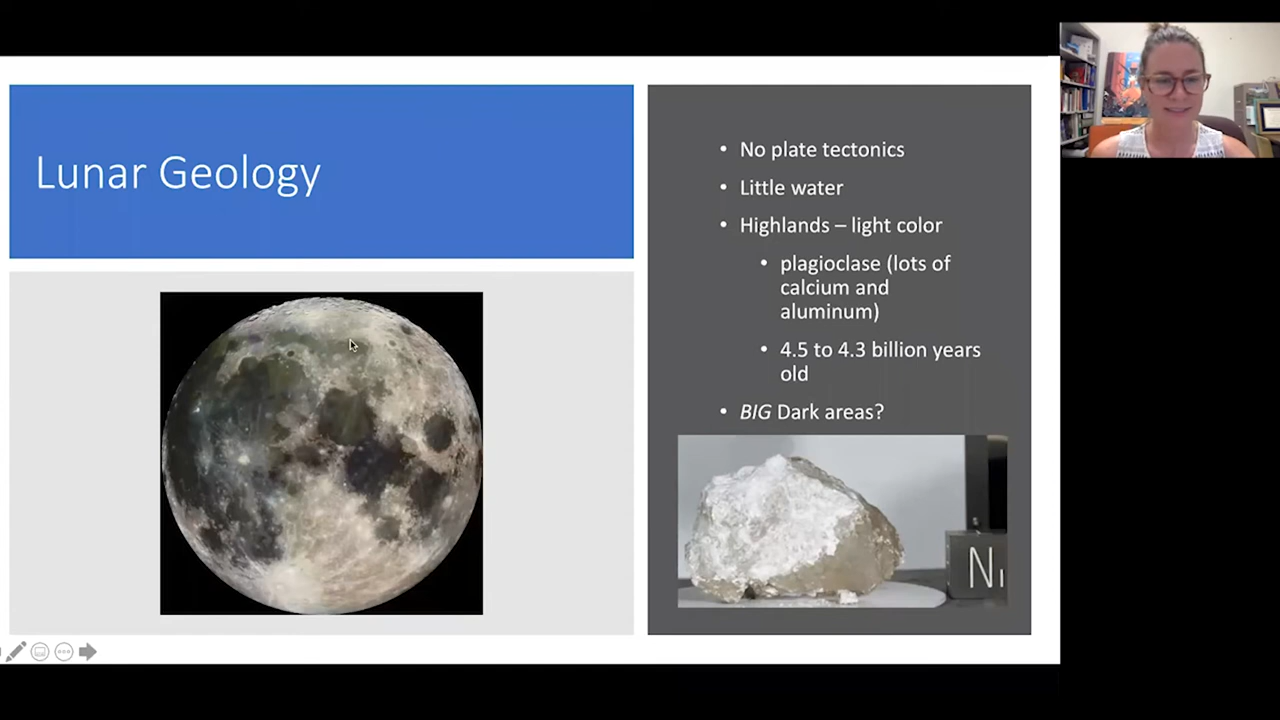 Lunar Geology
• No plate tectonics
• Little water
• Highlands – light color
• plagioclase (lots of
calcium and
aluminum)
• 4.5 to 4.3 billion years
old
• BIG Dark areas?
N